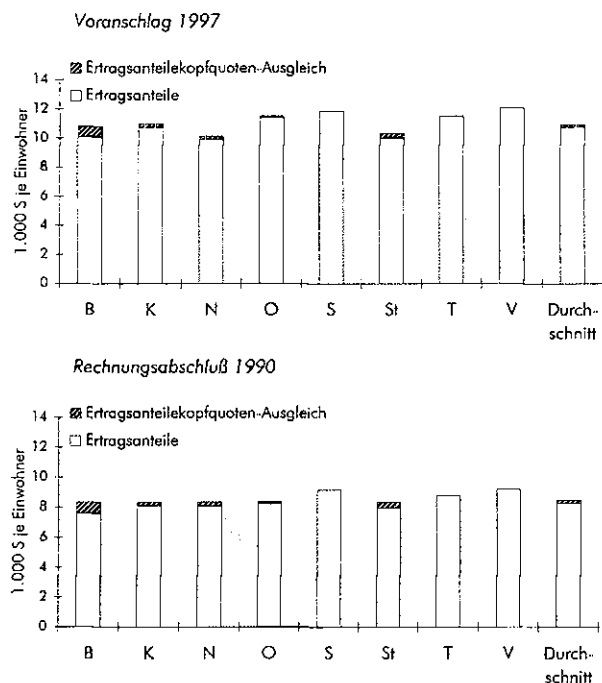 Voranschlag 1997
14
12
10
8
6
4
2
0
1.000 S je Einwohner
Ertragsanteilekopfquoten-Ausgleich
Ertragsanteile
B K N O S St T V Durch-
schnitt
Rechnungsabschluß 1990
14
12
10
8
6
4
2
0
1.000 S je Einwohner
Ertragsanteilekopfquoten-Ausgleich
Ertragsanteile
B K N O S St T V Durch-
schnitt